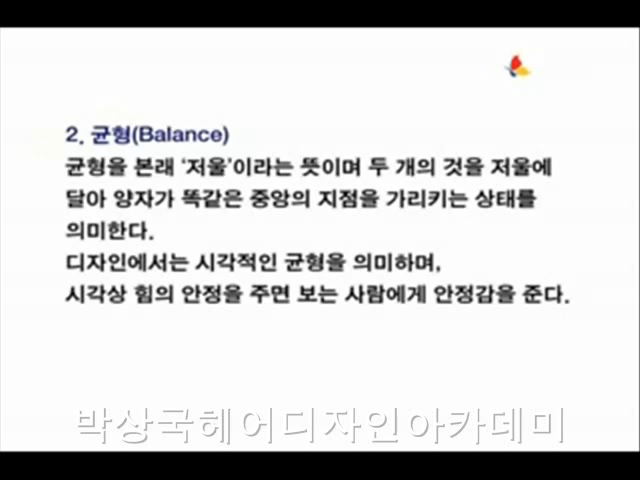 2. 균형(Balance)
균형을 본래 ‘저울’이라는 뜻이며 두 개의 것을 저울에
달아 양자가 똑같은 중앙의 지점을 가리키는 상태를
의미한다.
디자인에서는 시각적인 균형을 의미하며,
시각상 힘의 안정을 주면 보는 사람에게 안정감을 준다.
박상국헤어디자인아카데미